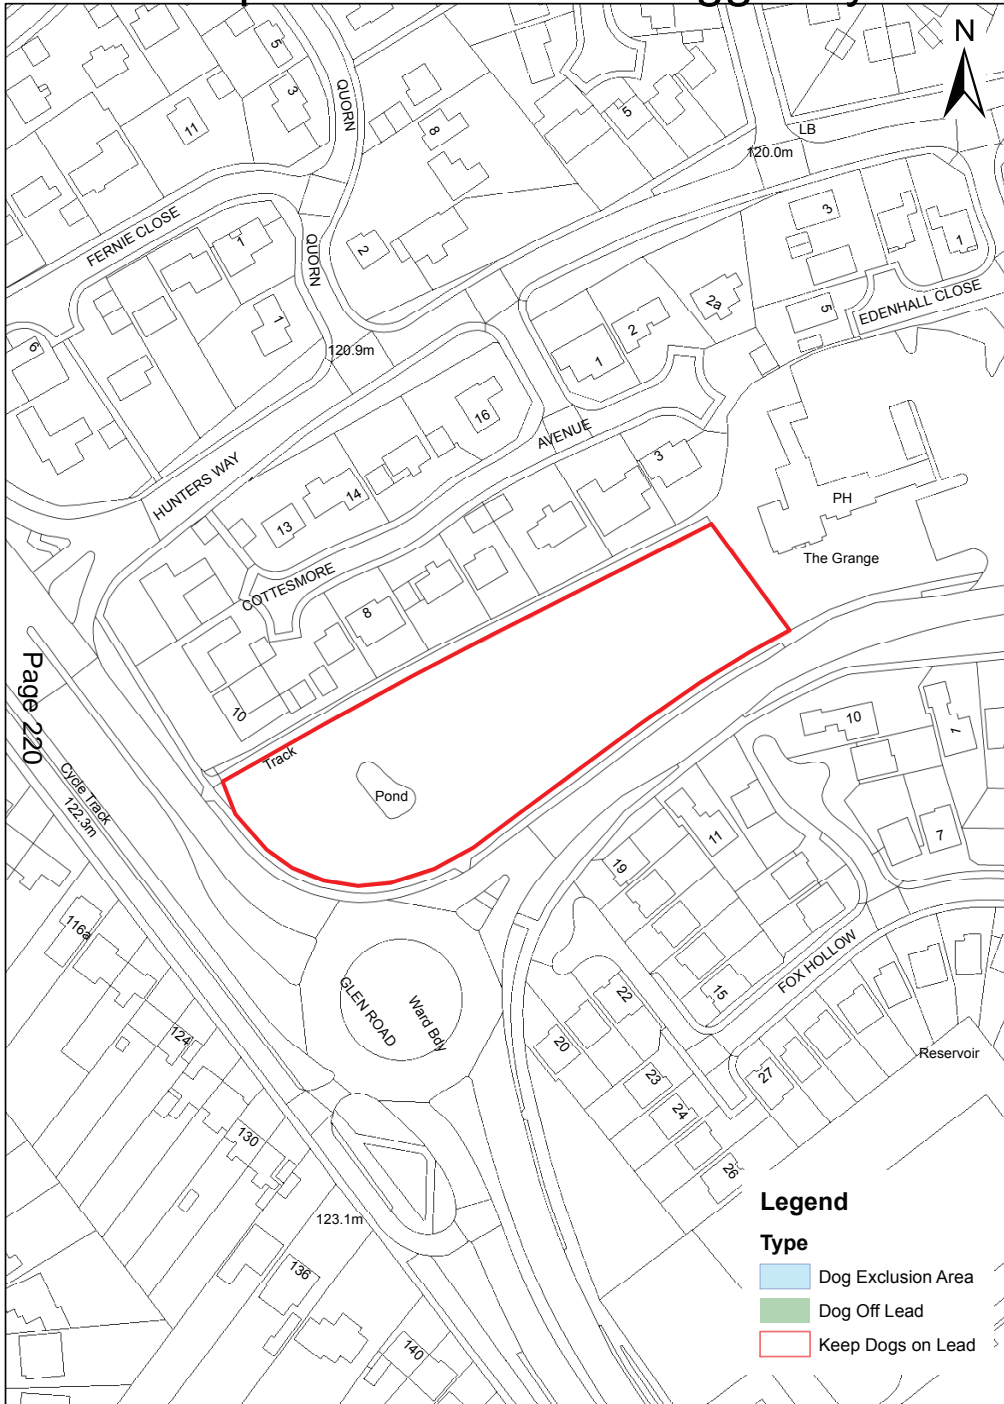 N
5
3
QUORN
11
8
5
LB
120.0m
FERNIE CLOSE
1
QUORN
2
3
1
EDENHALL CLOSE
2a
2
5
1
1
120.9m
6
16
AVENUE
3
HUNTERS WAY
14
13
PH
The Grange
COTTESMORE
8
10
Track
Pond
Page 220
Cycle Track
122.3m
10
1
7
11
19
116a
FOX HOLLOW
15
22
GLEN ROAD
Ward Bdy
20
124
23
27
Reservoir
24
130
26
123.1m
136
140
Legend
Type
Dog Exclusion Area
Dog Off Lead
Keep Dogs on Lead